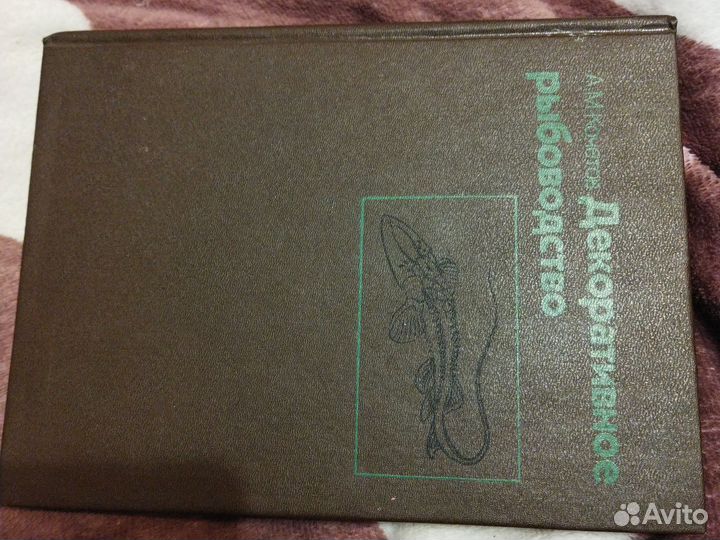 А.М. Кочетов
Декоративное
рыбоводство
Avito